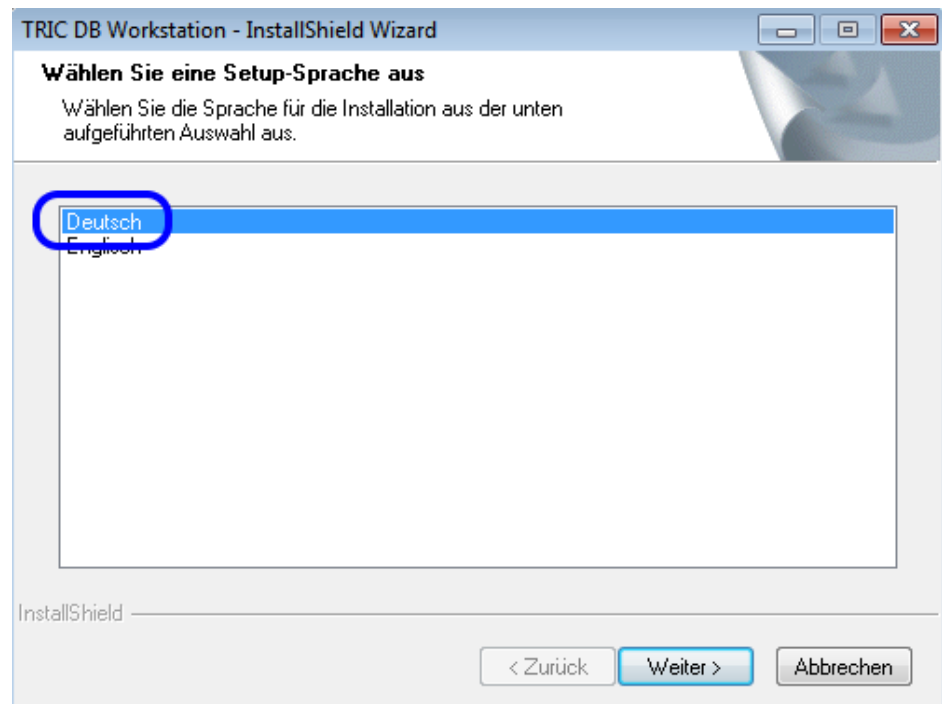 TRIC DB Workstation - InstallShield Wizard
Wählen Sie eine Setup-Sprache aus
Wählen Sie die Sprache für die Installation aus der unten
aufgeführten Auswahl aus.
Deutsch
Englisch
InstallShield
< Zurück
Weiter >
Abbrechen